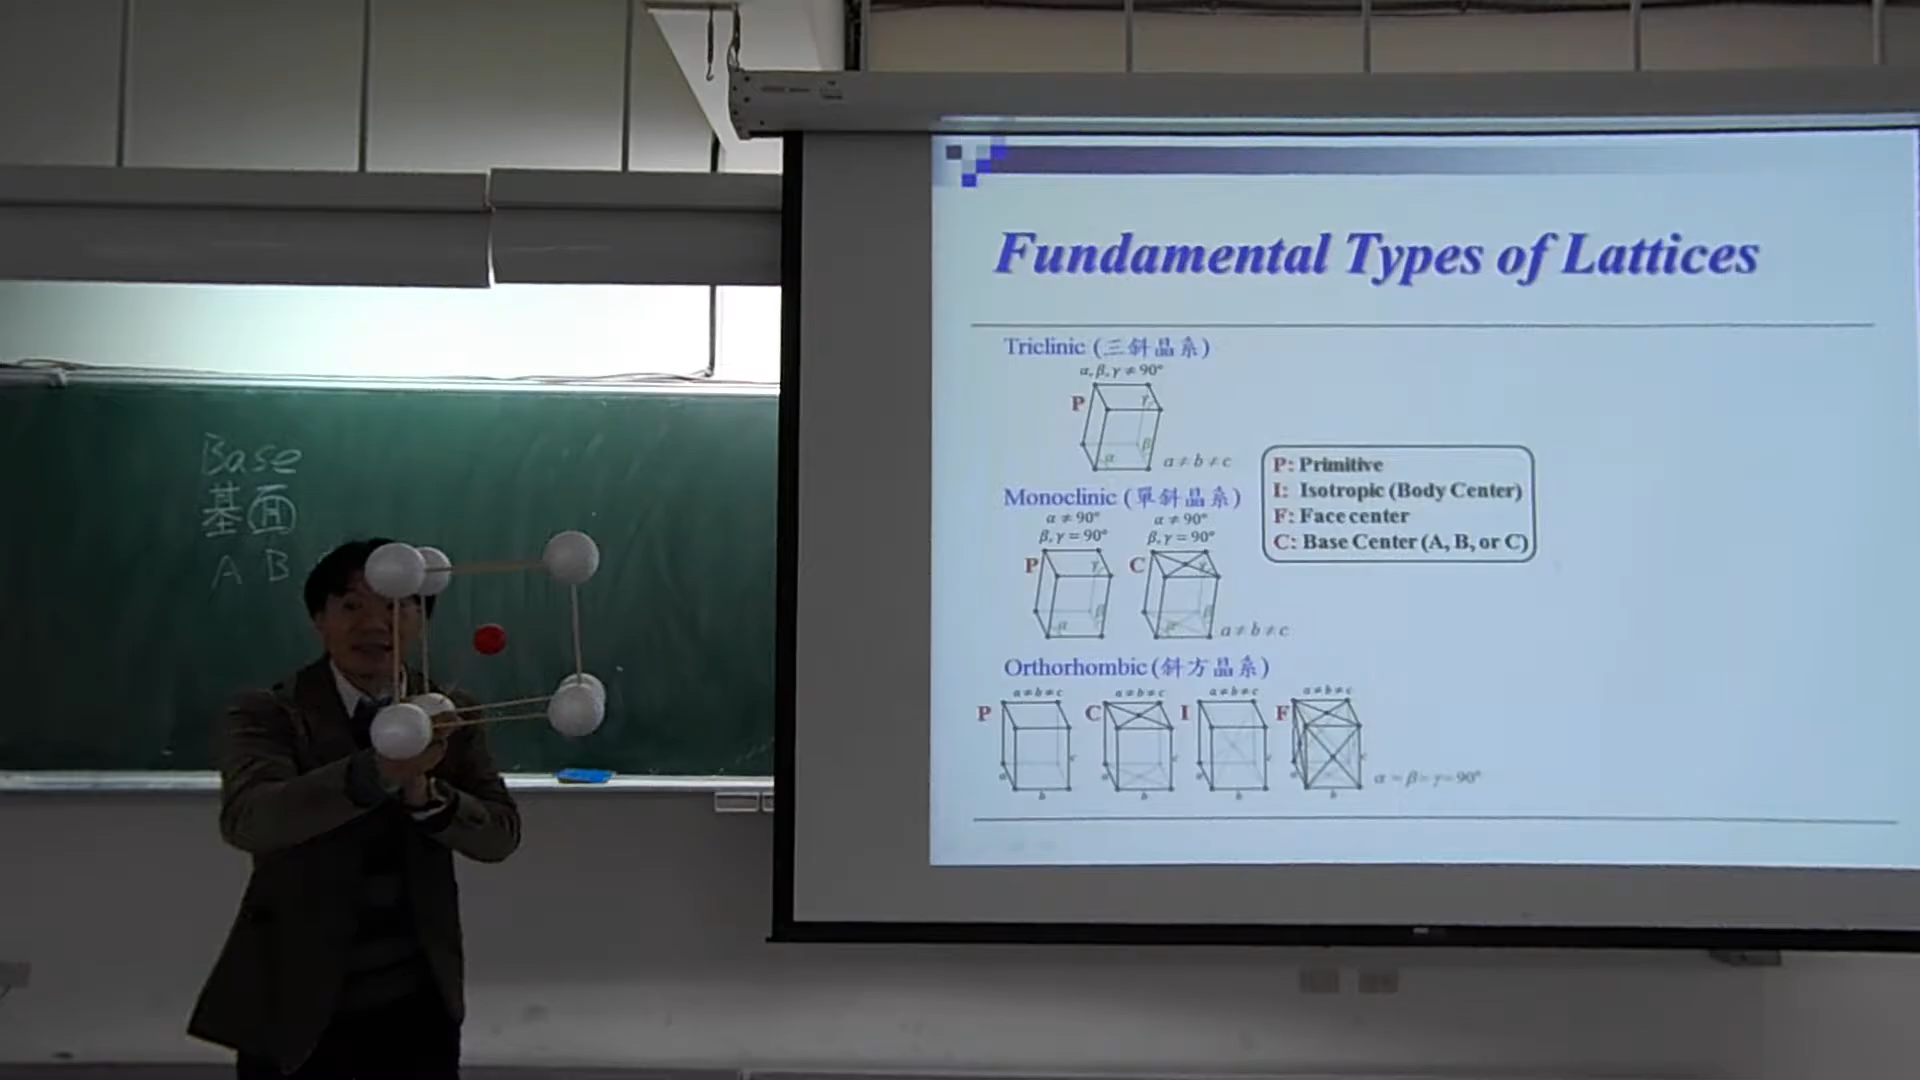 Base
基面
A B
Fundamental Types of Lattices
Triclinic (三斜晶系)
α, β, γ ≠ 90°
P
γ
β
α
a ≠ b ≠ c
P: Primitive
I: Isotropic (Body Center)
F: Face center
C: Base Center (A, B, or C)
Monoclinic (單斜晶系)
α ≠ 90° α ≠ 90°
β, γ = 90° β, γ = 90°
P C
a ≠ b ≠ c
Orthorhombic (斜方晶系)
a ≠ b ≠ c a ≠ b ≠ c a ≠ b ≠ c a ≠ b ≠ c
P C I F
α = β = γ = 90°
b b b b